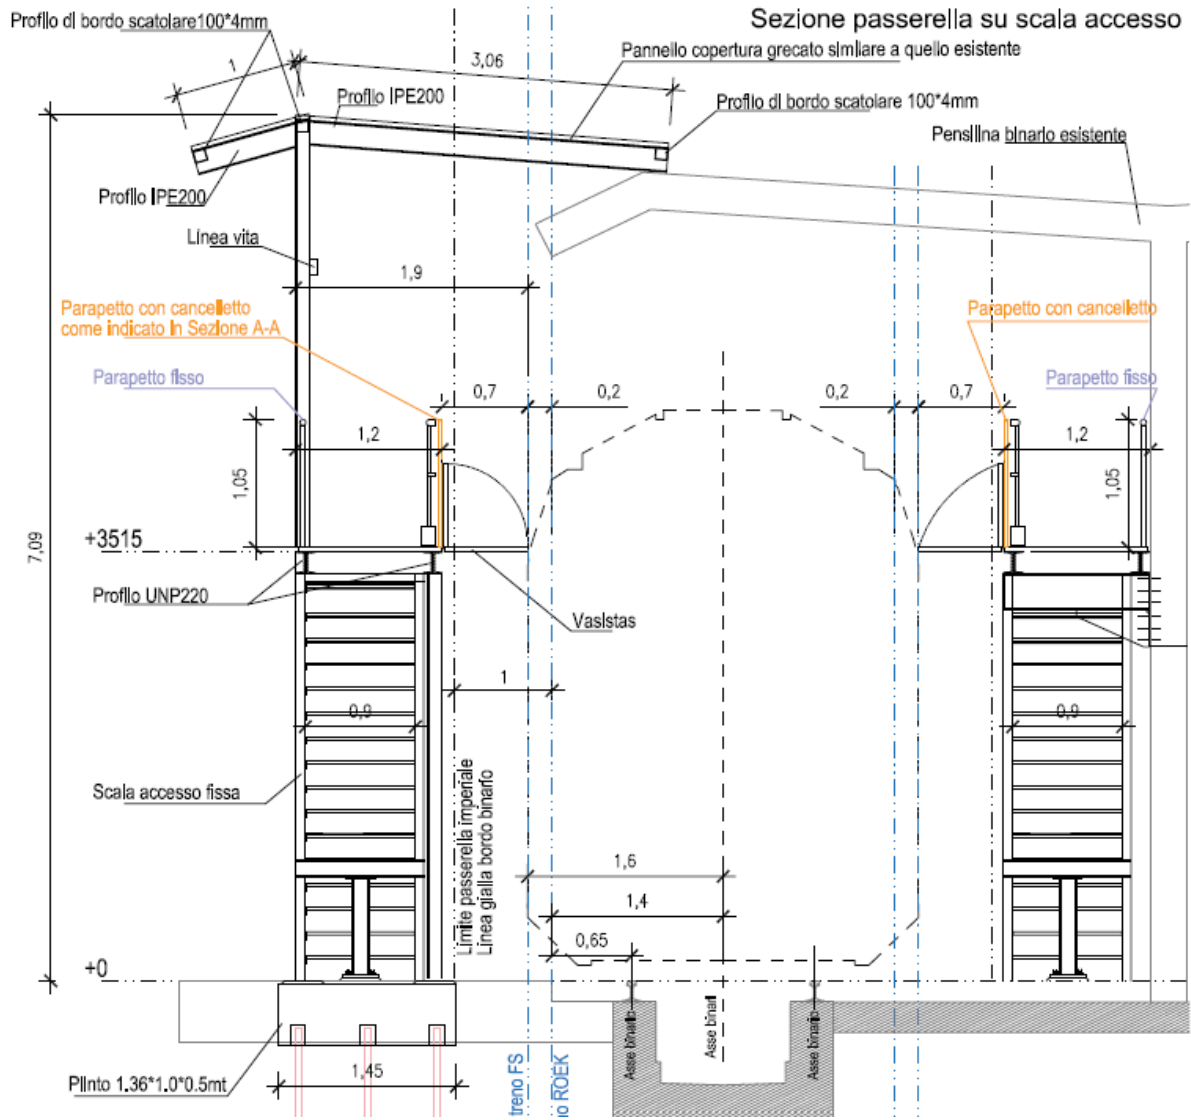 Sezione passerella su scala accesso
Profilo di bordo scatolare100*4mm
Pannello copertura grecato similiare a quello esistente
1
3,06
Profilo IPE200
Profilo di bordo scatolare 100*4mm
Pensilina binario esistente
Profilo IPE200
Linea vita
1,9
Parapetto con cancelletto
come indicato in Sezione A-A
Parapetto con cancelletto
Parapetto fisso
Parapetto fisso
0,7
0,2
0,2
0,7
1,2
1,2
1,05
1,05
7,09
+3515
Profilo UNP220
Vasistas
1
0,9
0,9
Scala accesso fissa
Limite passerella imperiale
Linea gialla bordo binario
1,6
1,4
0,65
+0
Asse binario
Asse binari
Asse binario
Plinto 1.36*1.0*0.5mt
1,45
treno FS
no ROEK